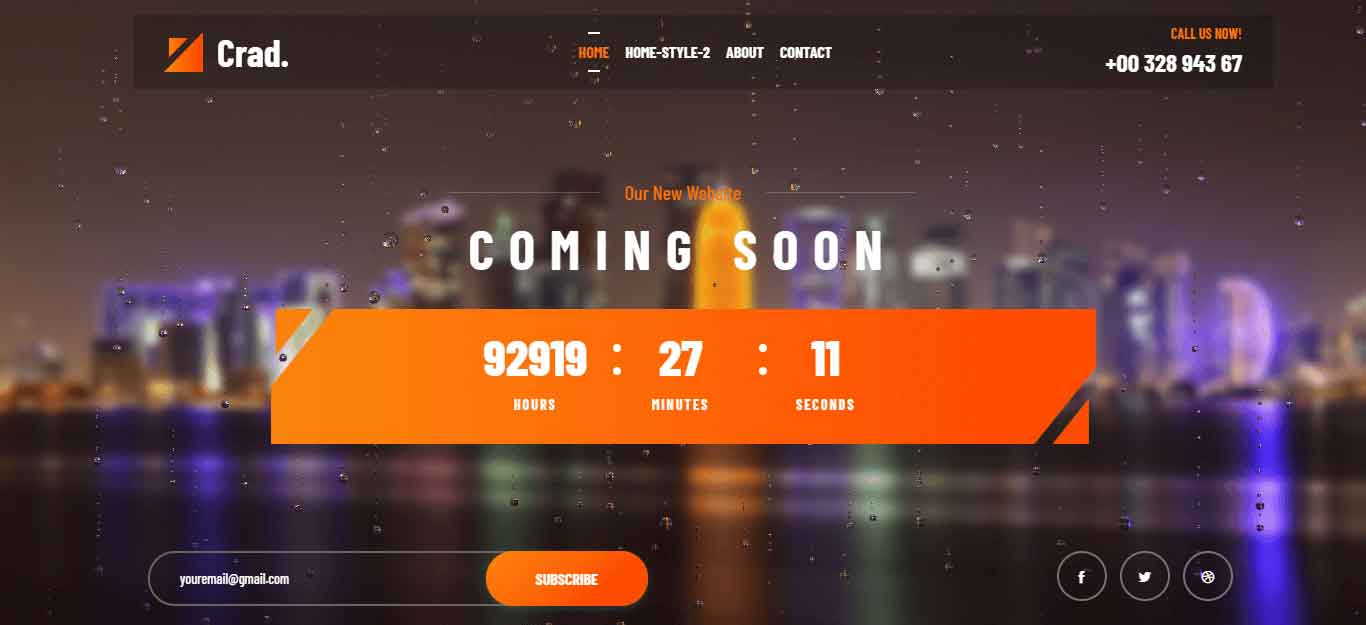 Crad.
HOME HOME-STYLE-2 ABOUT CONTACT
CALL US NOW!
+00 328 943 67
Our New Website
COMING SOON
92919 : 27 : 11
HOURS MINUTES SECONDS
youremail@gmail.com
SUBSCRIBE